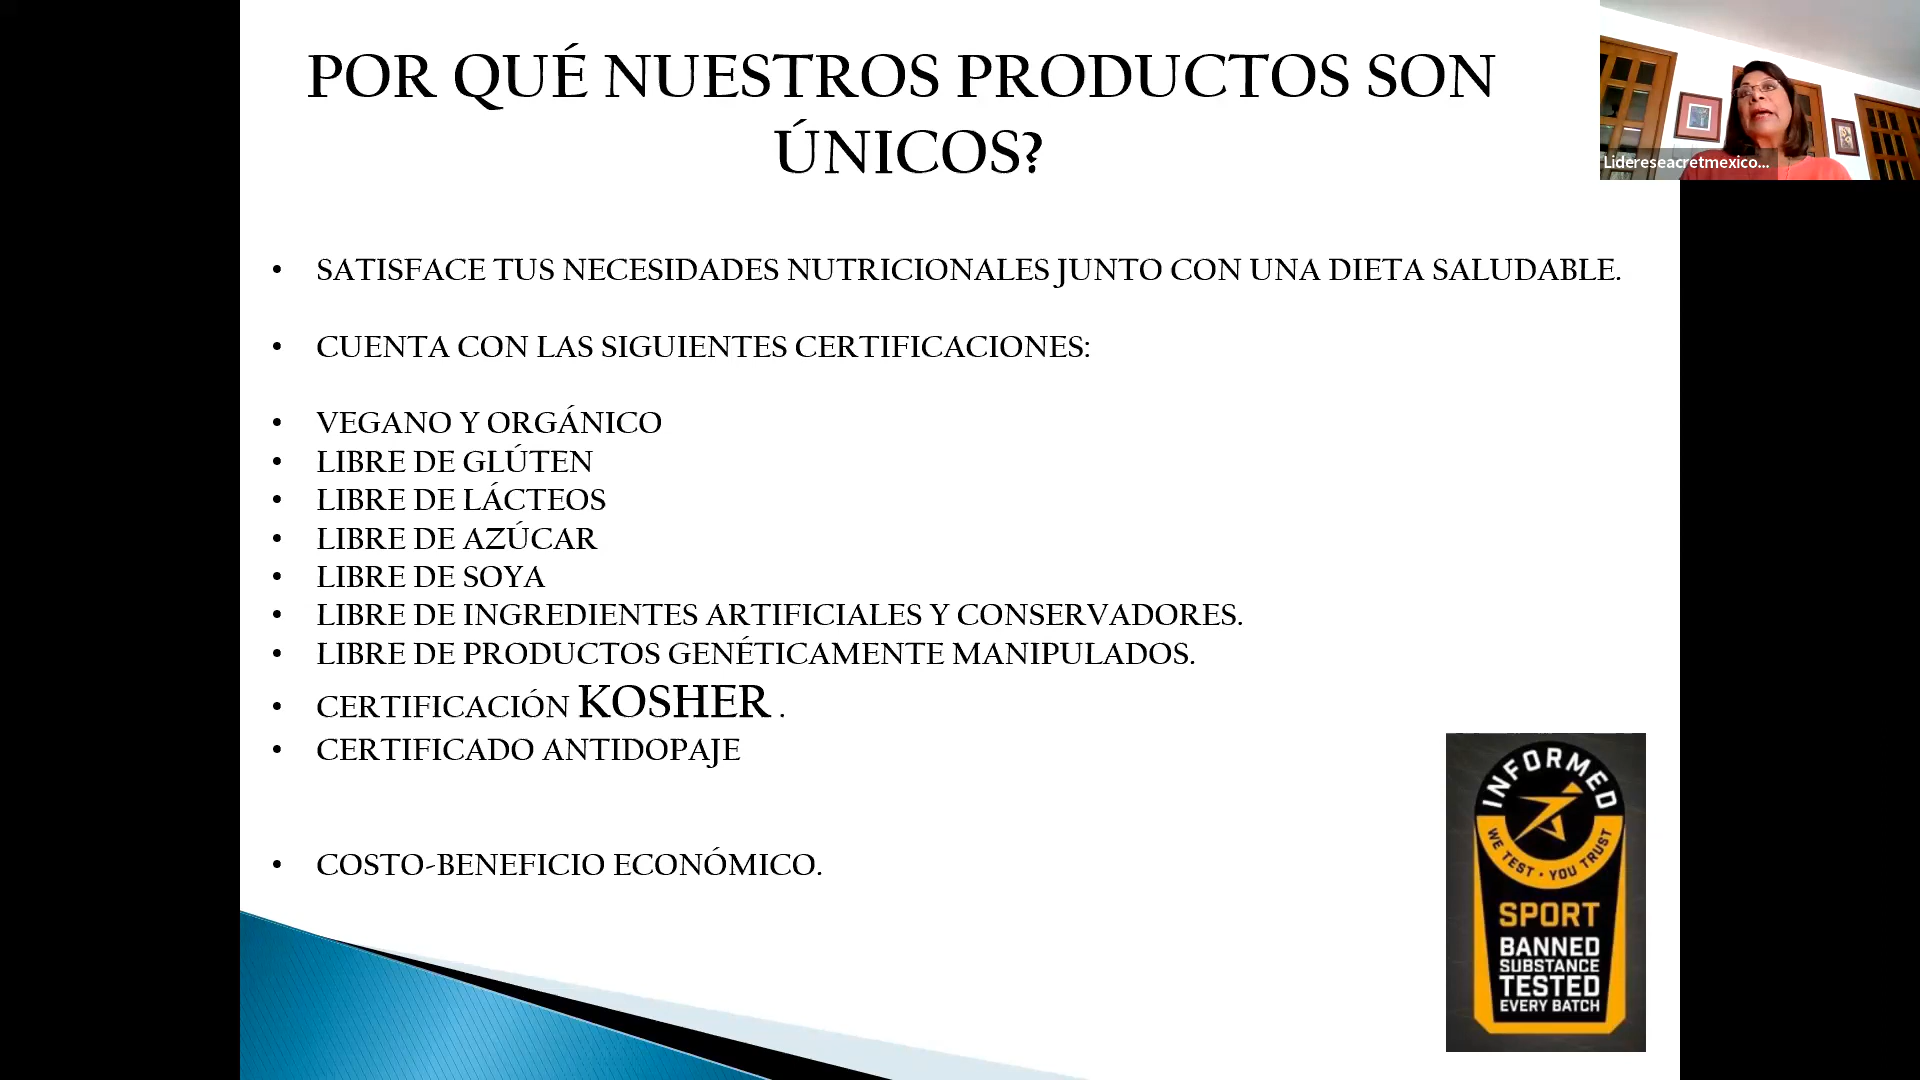 POR QUÉ NUESTROS PRODUCTOS SON
ÚNICOS?
Lidereseacretmexico...
• SATISFACE TUS NECESIDADES NUTRICIONALES JUNTO CON UNA DIETA SALUDABLE.
• CUENTA CON LAS SIGUIENTES CERTIFICACIONES:
• VEGANO Y ORGÁNICO
• LIBRE DE GLÚTEN
• LIBRE DE LÁCTEOS
• LIBRE DE AZÚCAR
• LIBRE DE SOYA
• LIBRE DE INGREDIENTES ARTIFICIALES Y CONSERVADORES.
• LIBRE DE PRODUCTOS GENÉTICAMENTE MANIPULADOS.
• CERTIFICACIÓN KOSHER .
• CERTIFICADO ANTIDOPAJE
• COSTO-BENEFICIO ECONÓMICO.
INFORMED
WE TEST • YOU TRUST
SPORT
BANNED
SUBSTANCE
TESTED
EVERY BATCH